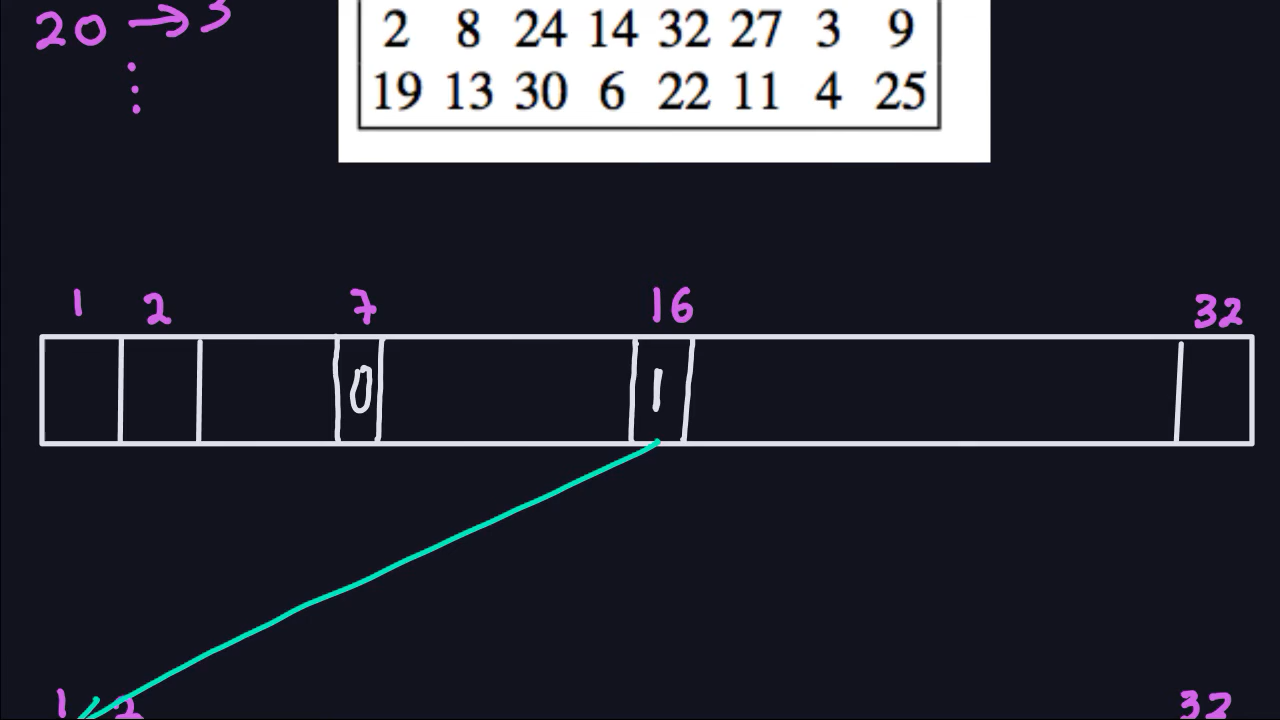 20 → 3
2 8 24 14 32 27 3 9
19 13 30 6 22 11 4 25
1 2 7 16 32
0 1
1 2 32